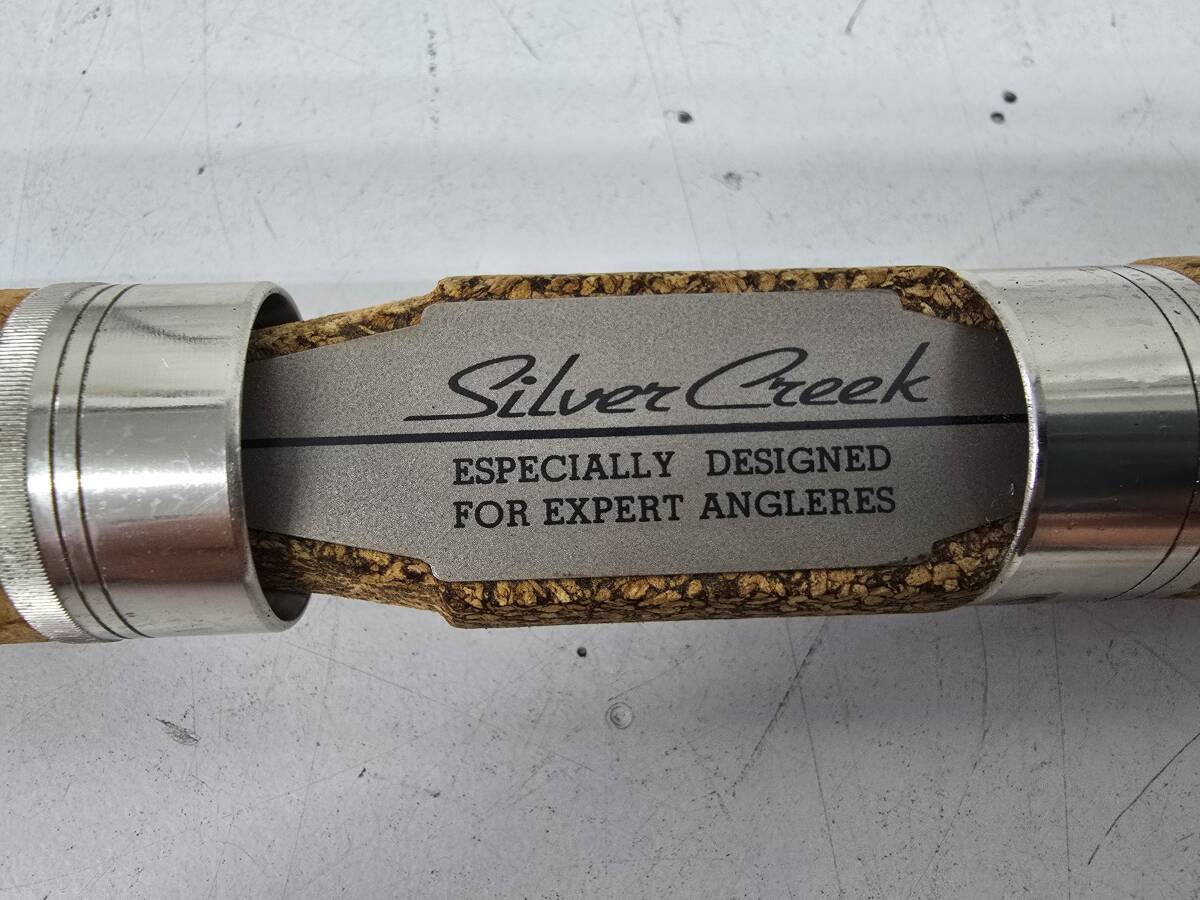 Silver Creek
ESPECIALLY DESIGNED
FOR EXPERT ANGLERES